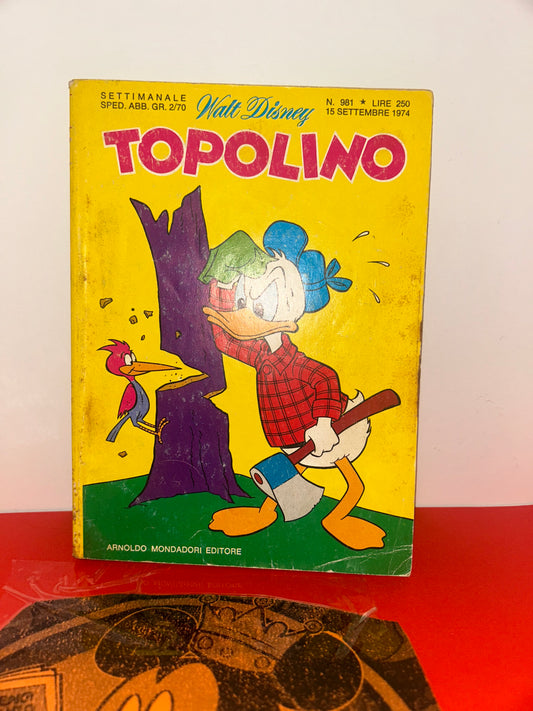 SETTIMANALE
SPED. ABB. GR. 2/70
Walt Disney
N. 981 ★ LIRE 250
15 SETTEMBRE 1974
TOPOLINO
ARNOLDO MONDADORI EDITORE